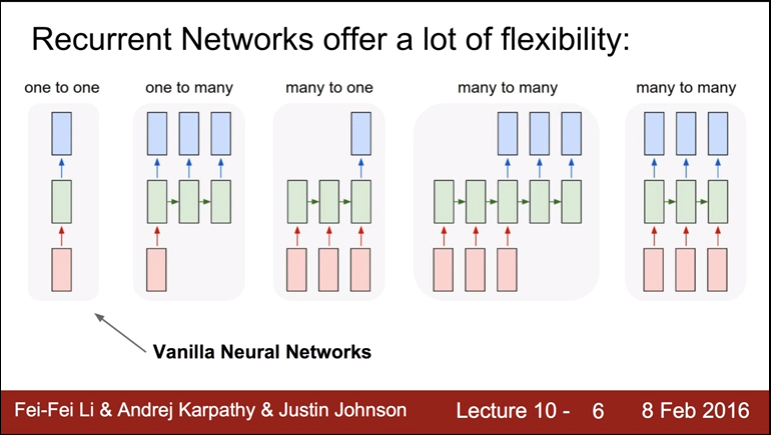 Recurrent Networks offer a lot of flexibility:
one to one
one to many
many to one
many to many
many to many
Vanilla Neural Networks
Fei-Fei Li & Andrej Karpathy & Justin Johnson
Lecture 10 - 6
8 Feb 2016